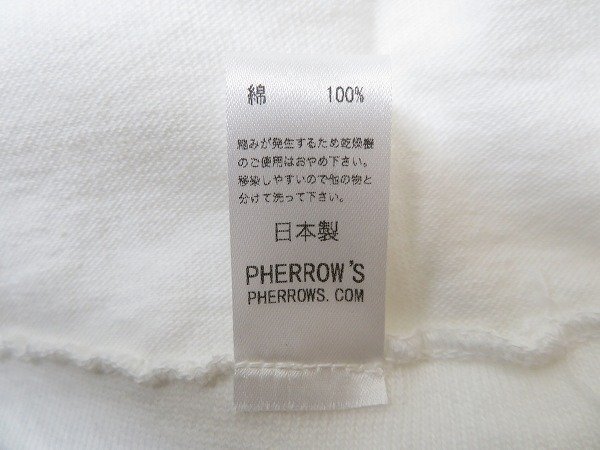 綿 100%
縮みが発生するため乾燥機
のご使用はおやめ下さい。
移染しやすいので他の物と
分けて洗って下さい。
日本製
PHERROW'S
PHERROWS.COM